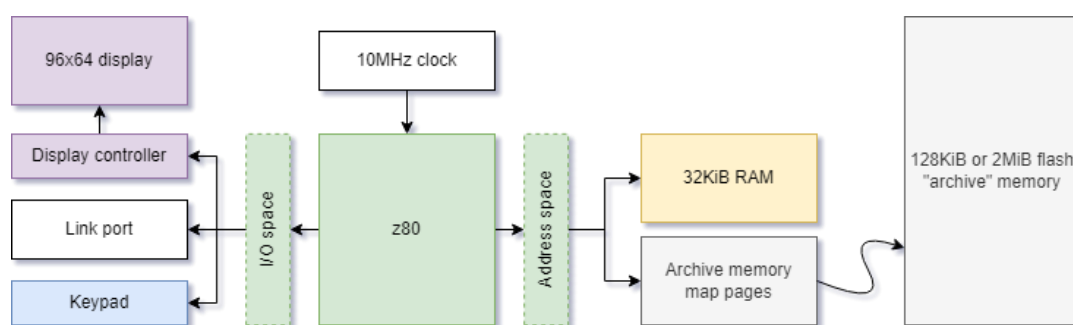 96x64 display
10MHz clock
Display controller
Link port
Keypad
I/O space
z80
Address space
32KiB RAM
Archive memory
map pages
128KiB or 2MiB flash
"archive" memory